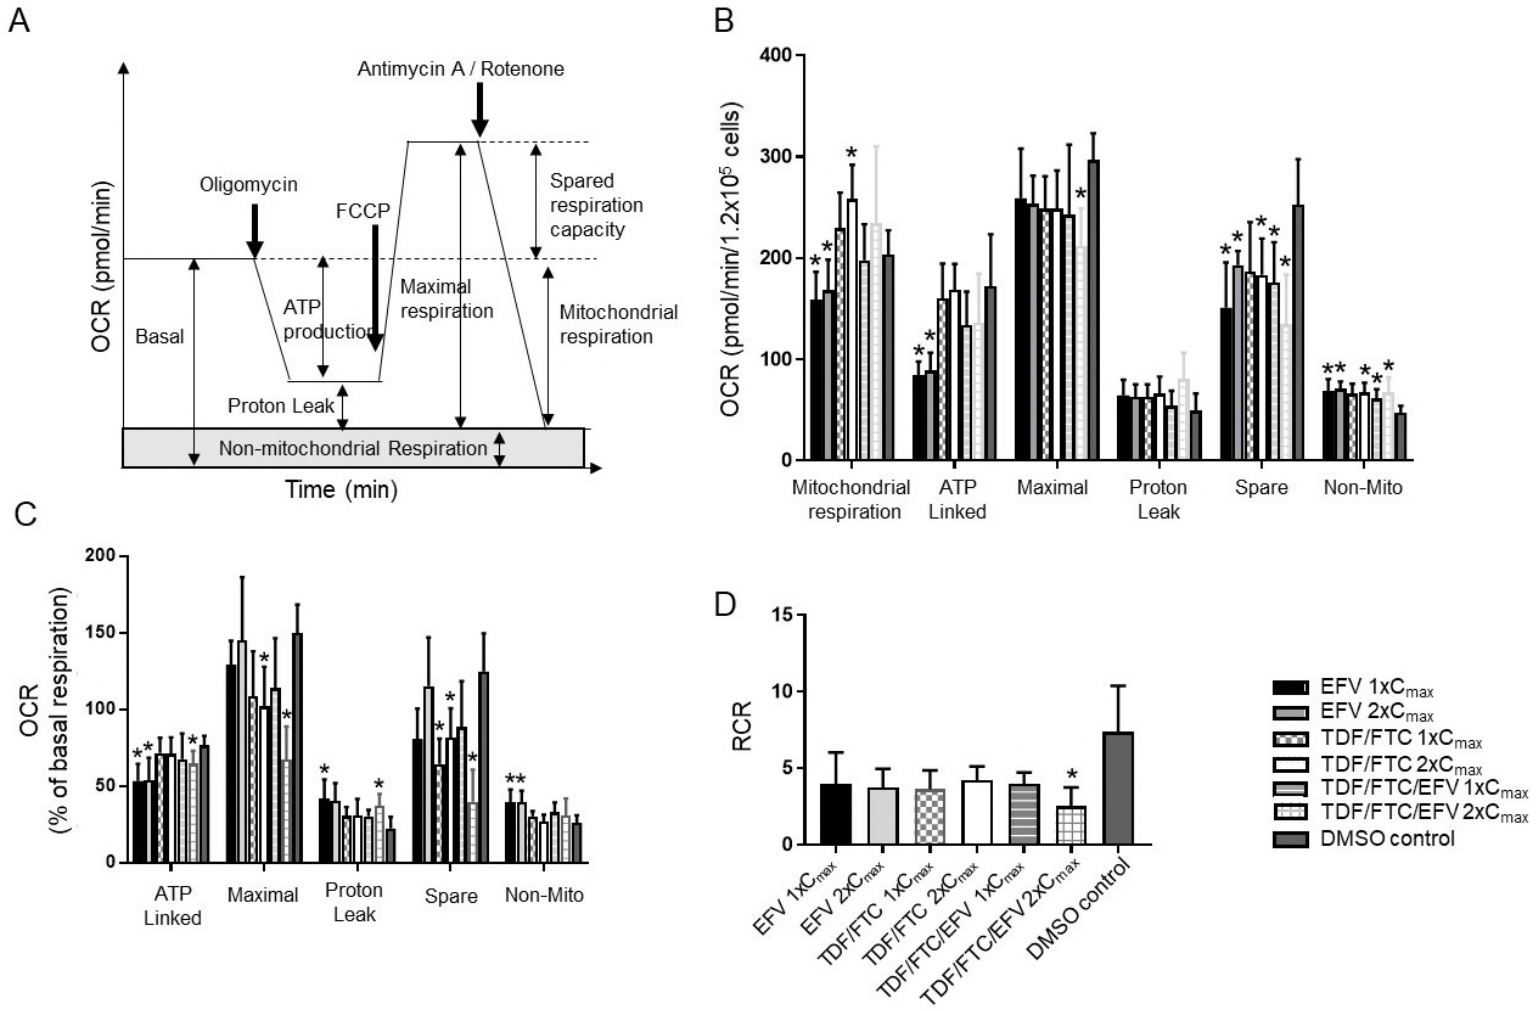 A
Antimycin A / Rotenone
Oligomycin
FCCP
Spared
respiration
capacity
OCR (pmol/min)
Basal
ATP
production
Maximal
respiration
Mitochondrial
respiration
Proton Leak
Non-mitochondrial Respiration
Time (min)
B
OCR (pmol/min/1.2x10⁵ cells)
400
300
200
100
0
*
*
*
*
*
*
*
*
*
*
*
**
*
*
*
Mitochondrial
respiration
ATP
Linked
Maximal
Proton
Leak
Spare
Non-Mito
C
OCR
(% of basal respiration)
200
150
100
50
0
*
*
*
*
*
*
*
*
*
*
**
ATP
Linked
Maximal
Proton
Leak
Spare
Non-Mito
D
RCR
15
10
5
0
*
EFV 1xCmax
EFV 2xCmax
TDF/FTC 1xCmax
TDF/FTC 2xCmax
TDF/FTC/EFV 1xCmax
TDF/FTC/EFV 2xCmax
DMSO control
EFV 1xCmax
EFV 2xCmax
TDF/FTC 1xCmax
TDF/FTC 2xCmax
TDF/FTC/EFV 1xCmax
TDF/FTC/EFV 2xCmax
DMSO control